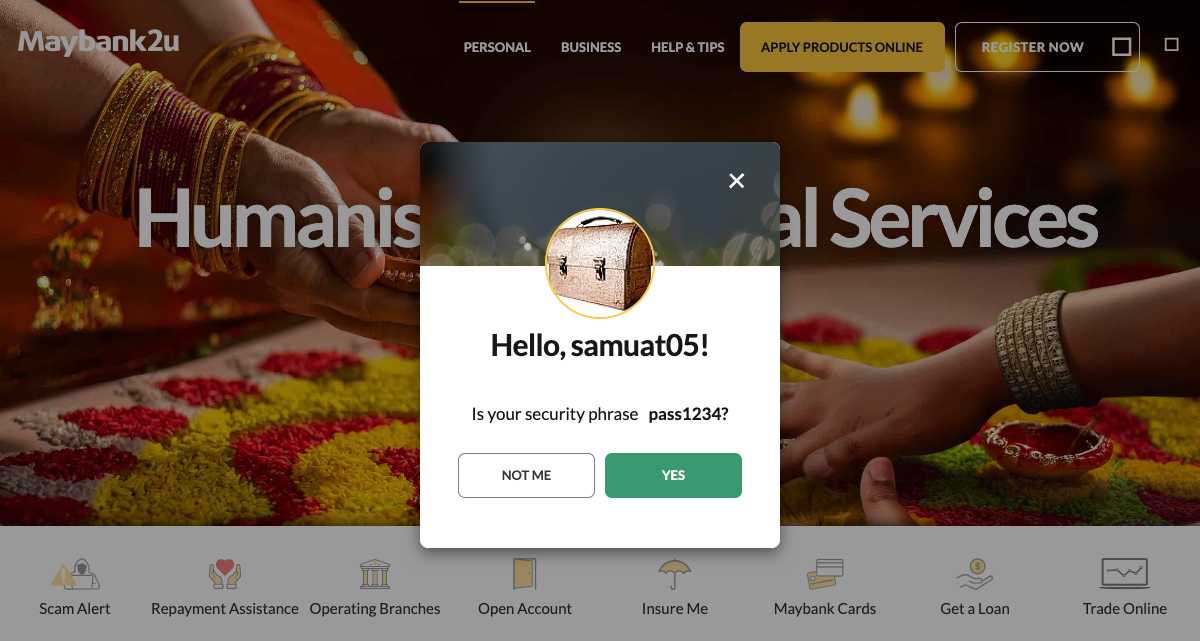 Maybank2u
PERSONAL BUSINESS HELP & TIPS APPLY PRODUCTS ONLINE REGISTER NOW
Humanis al Services
Hello, samuat05!
Is your security phrase pass1234?
NOT ME YES
Scam Alert Repayment Assistance Operating Branches Open Account Insure Me Maybank Cards Get a Loan Trade Online